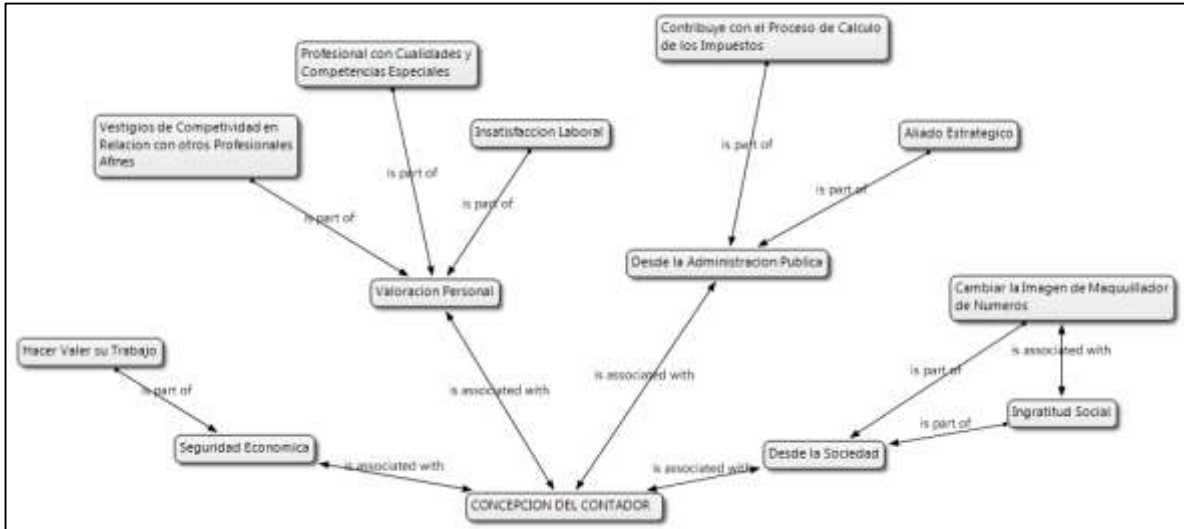 Contribuye con el Proceso de Calculo
de los Impuestos
Profesional con Cualidades y
Competencias Especiales
Vestigios de Competividad en
Relacion con otros Profesionales
Afines
Insatisfaccion Laboral
Aliado Estrategico
is part of
is part of
is part of
is part of
is part of
Desde la Administracion Publica
Valoracion Personal
Cambiar la Imagen de Maquuillador
de Numeros
Hacer Valer su Trabajo
is associated with
is part of
is associated with
is associated with
is part of
Ingratitud Social
is part of
Seguridad Economica
Desde la Sociedad
is associated with
is associated with
CONCEPCION DEL CONTADOR